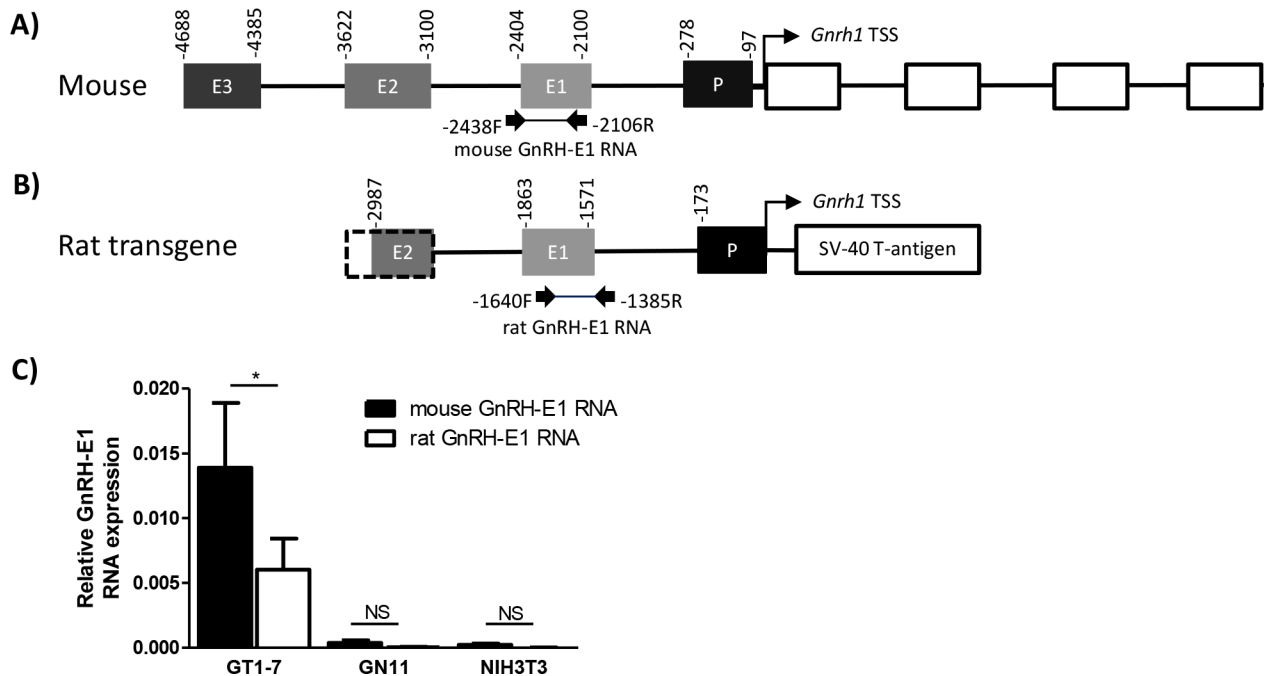 A)
-4688
-4385
-3622
-3100
-2404
-2100
-278
-97
Gnrh1 TSS
Mouse
E3
E2
E1
P
-2438F
-2106R
mouse GnRH-E1 RNA
B)
-2987
-1863
-1571
-173
Gnrh1 TSS
Rat transgene
E2
E1
P
SV-40 T-antigen
-1640F
-1385R
rat GnRH-E1 RNA
C)
Relative GnRH-E1
RNA expression
0.020
0.015
0.010
0.005
0.000
*
mouse GnRH-E1 RNA
rat GnRH-E1 RNA
NS
NS
GT1-7
GN11
NIH3T3